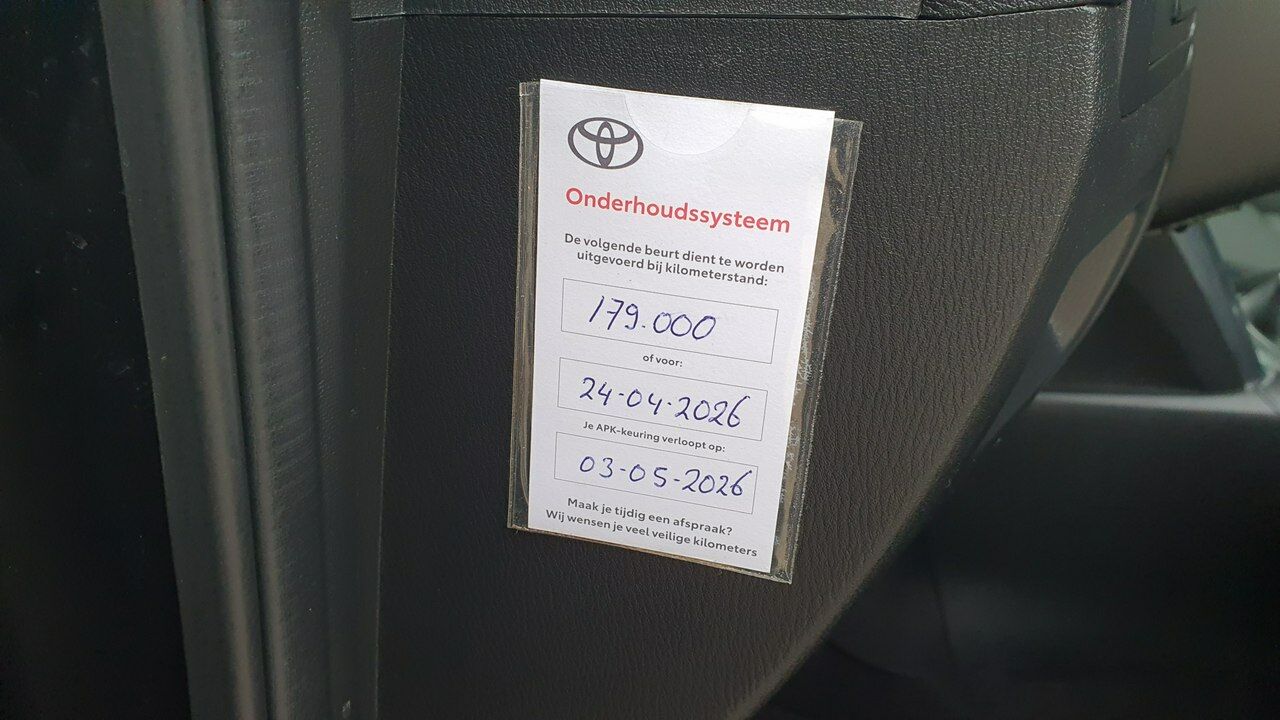 Onderhoudssysteem
De volgende beurt dient te worden
uitgevoerd bij kilometerstand:
179.000
of voor:
24-04-2026
Je APK-keuring verloopt op:
03-05-2026
Maak je tijdig een afspraak?
Wij wensen je veel veilige kilometers